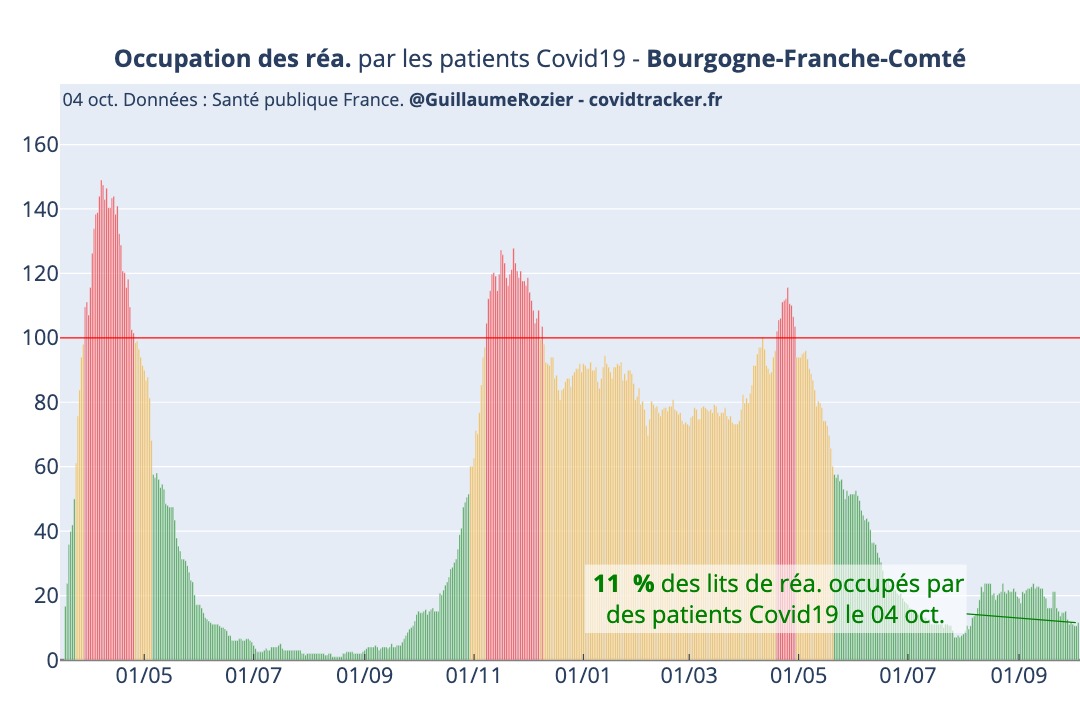 Occupation des réa. par les patients Covid19 - Bourgogne-Franche-Comté
04 oct. Données : Santé publique France. @GuillaumeRozier - covidtracker.fr
160
140
120
100
80
60
40
20
0
11 % des lits de réa. occupés par
des patients Covid19 le 04 oct.
01/05 01/07 01/09 01/11 01/01 01/03 01/05 01/07 01/09